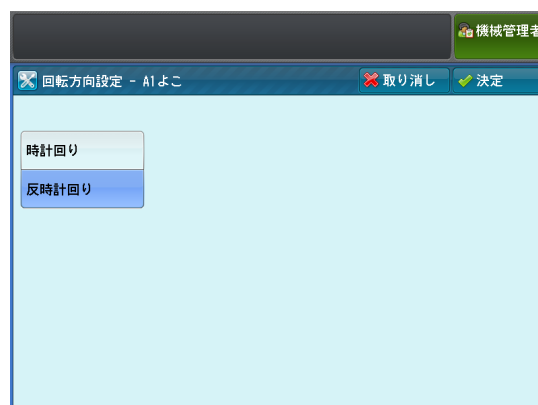 機械管理者
回転方向設定 - A1よこ
取り消し
決定
時計回り
反時計回り